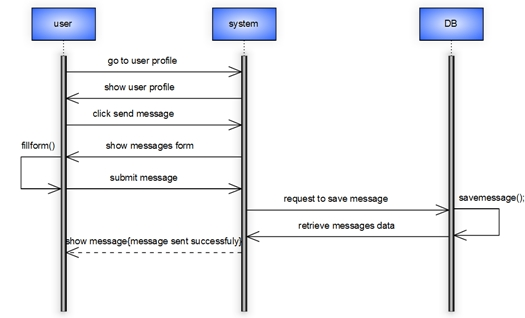 user
system
DB
go to user profile
show user profile
click send message
fillform()
show messages form
submit message
request to save message
savemessage();
retrieve messages data
show message{message sent successfuly}